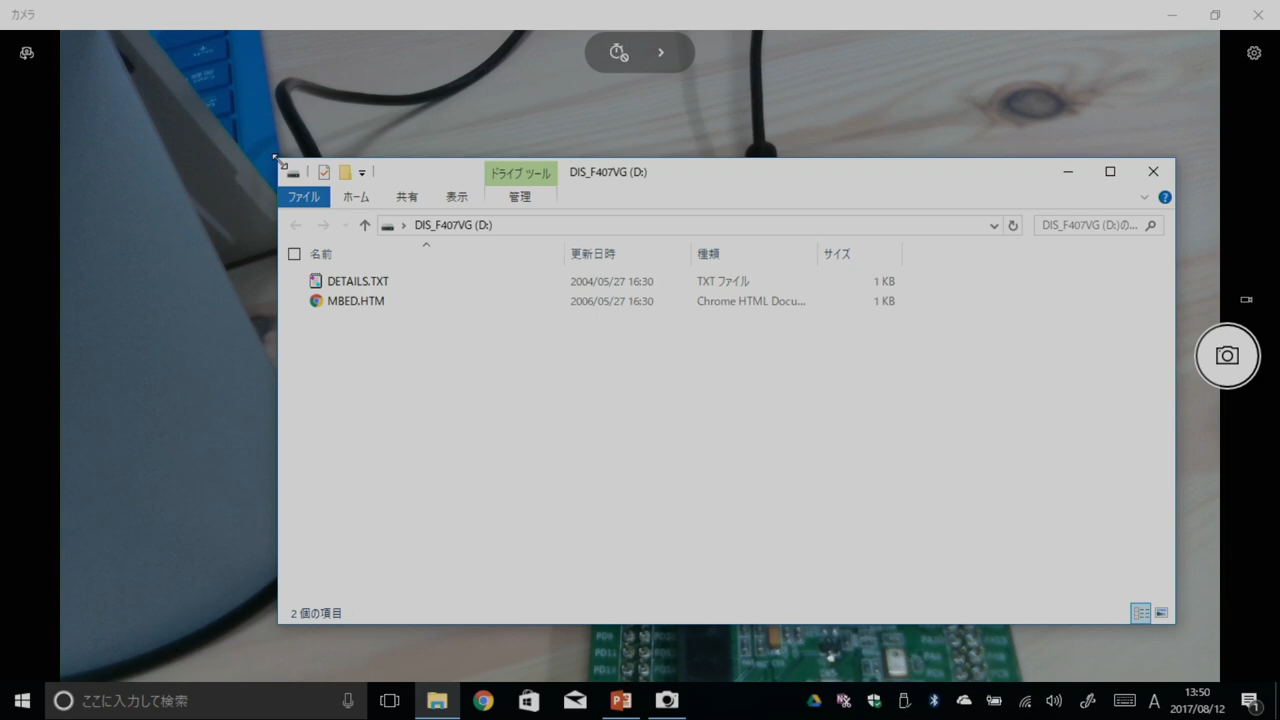 カメラ
ドライブ ツール
DIS_F407VG (D:)
ファイル
ホーム
共有
表示
管理
DIS_F407VG (D:)
DIS_F407VG (D:)の...
名前
更新日時
種類
サイズ
DETAILS.TXT
2004/05/27 16:30
TXT ファイル
1 KB
MBED.HTM
2006/05/27 16:30
Chrome HTML Docu...
1 KB
2 個の項目
PD9
PD11
ここに入力して検索
A
13:50
2017/08/12
1